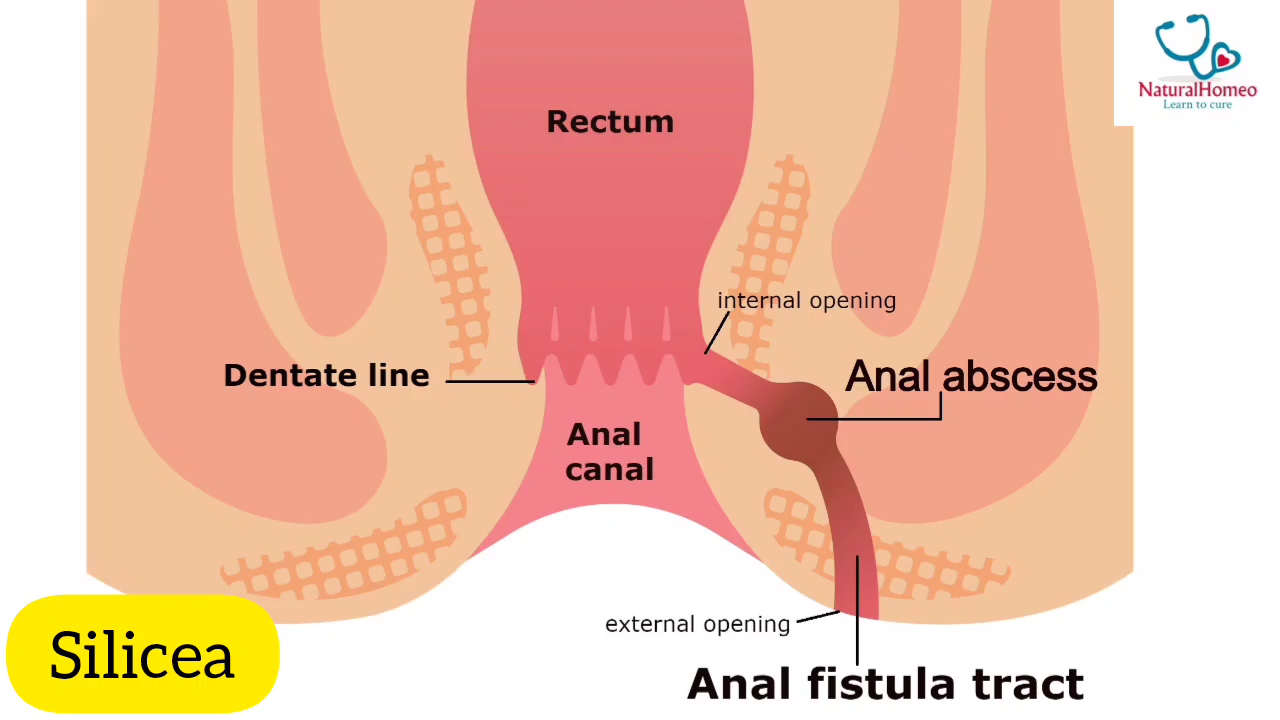 NaturalHomeo
Learn to cure
Rectum
internal opening
Dentate line
Anal abscess
Anal
canal
external opening
Silicea
Anal fistula tract